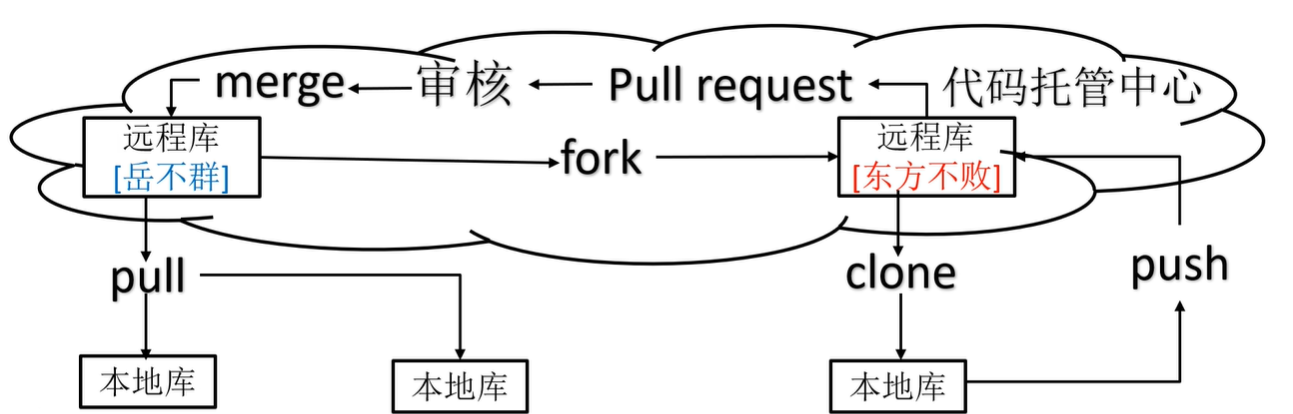 merge
审核
Pull request
代码托管中心
远程库
[岳不群]
fork
远程库
[东方不败]
pull
clone
push
本地库
本地库
本地库